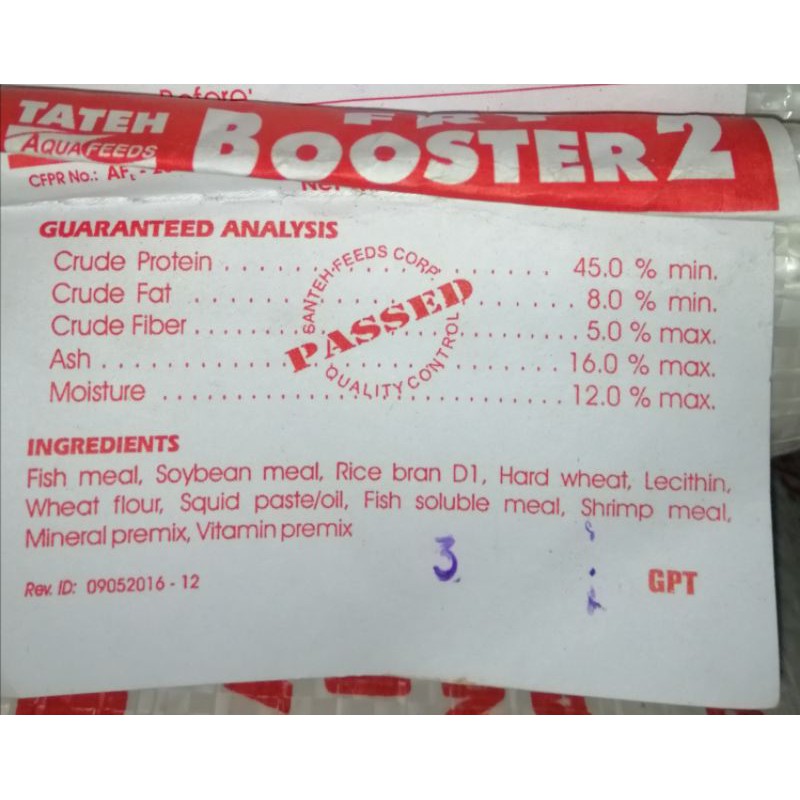 TATEH
AQUAFEEDS
FRY
BOOSTER 2
CFPR No.: AF
GUARANTEED ANALYSIS
Crude Protein . . . . . . . . . . . . . . . . . . . . 45.0 % min.
Crude Fat . . . . . . . . . . . . . . . . . . . . 8.0 % min.
Crude Fiber . . . . . . . . . . . . . . . . . . . . 5.0 % max.
Ash . . . . . . . . . . . . . . . . . . . . 16.0 % max.
Moisture . . . . . . . . . . . . . . . . . . . . 12.0 % max.
SANTEH FEEDS CORP.
PASSED
QUALITY CONTROL
INGREDIENTS
Fish meal, Soybean meal, Rice bran D1, Hard wheat, Lecithin,
Wheat flour, Squid paste/oil, Fish soluble meal, Shrimp meal,
Mineral premix, Vitamin premix
3
Rev. ID: 09052016 - 12
GPT